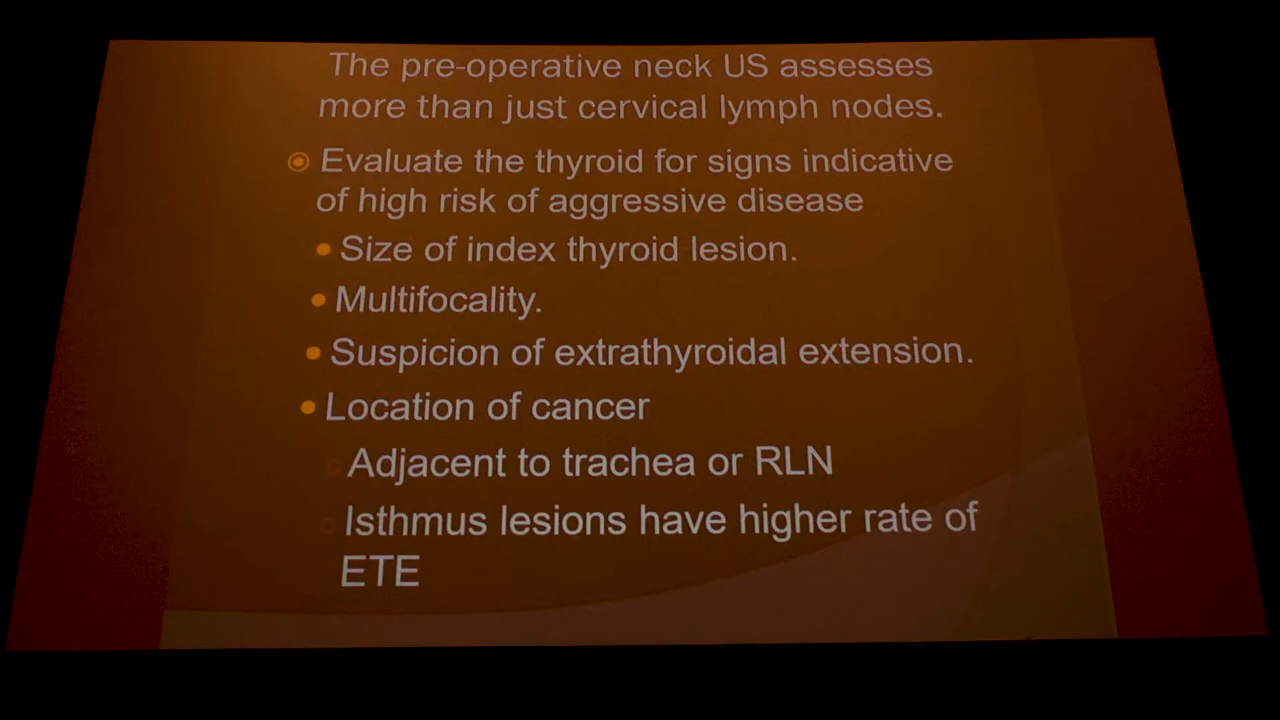 The pre-operative neck US assesses
more than just cervical lymph nodes.
Evaluate the thyroid for signs indicative
of high risk of aggressive disease
Size of index thyroid lesion.
Multifocality.
Suspicion of extrathyroidal extension.
Location of cancer
Adjacent to trachea or RLN
Isthmus lesions have higher rate of
ETE